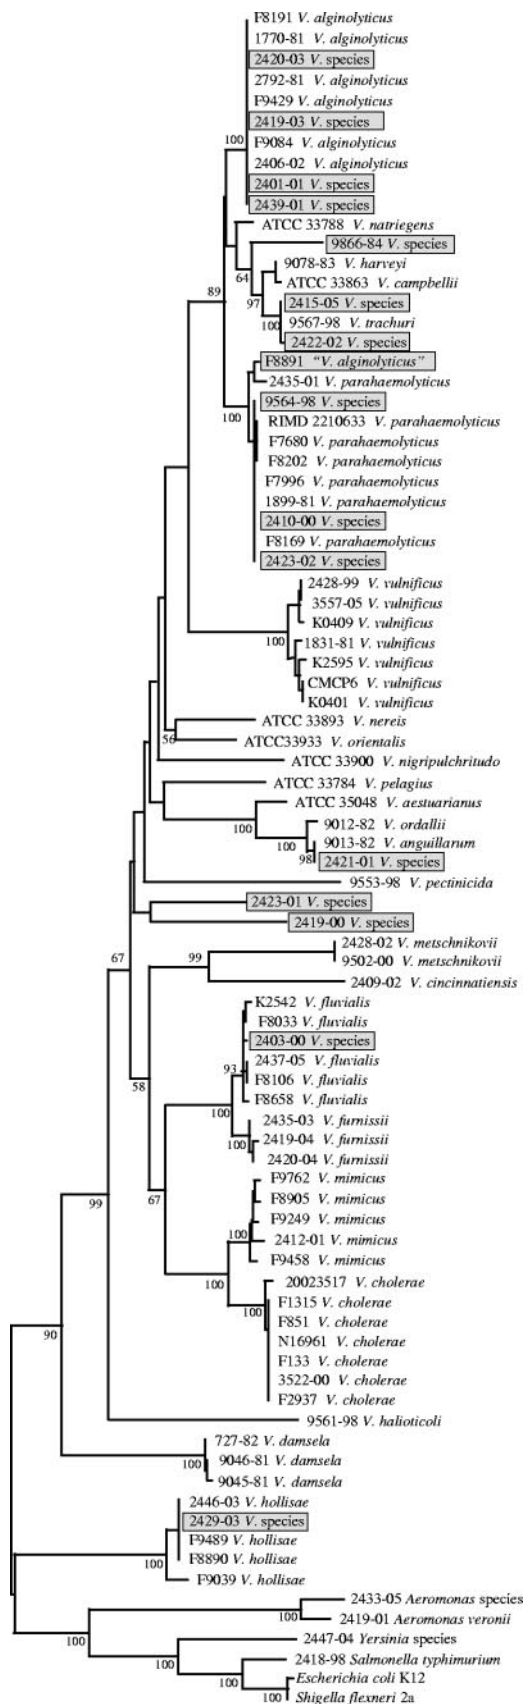 F8191 V. alginolyticus
1770-81 V. alginolyticus
2420-03 V. species
2792-81 V. alginolyticus
F9429 V. alginolyticus
2419-03 V. species
F9084 V. alginolyticus
100
2406-02 V. alginolyticus
2401-01 V. species
2439-01 V. species
ATCC 33788 V. natriegens
9866-84 V. species
9078-83 V. harveyi
64
ATCC 33863 V. campbellii
89
97
2415-05 V. species
9567-98 V. trachuri
100
2422-02 V. species
F8891 "V. alginolyticus"
2435-01 V. parahaemolyticus
9564-98 V. species
100
RIMD 2210633 V. parahaemolyticus
F7680 V. parahaemolyticus
F8202 V. parahaemolyticus
F7996 V. parahaemolyticus
1899-81 V. parahaemolyticus
2410-00 V. species
F8169 V. parahaemolyticus
2423-02 V. species
2428-99 V. vulnificus
3557-05 V. vulnificus
K0409 V. vulnificus
100
1831-81 V. vulnificus
K2595 V. vulnificus
CMCP6 V. vulnificus
K0401 V. vulnificus
ATCC 33893 V. nereis
56
ATCC33933 V. orientalis
ATCC 33900 V. nigripulchritudo
ATCC 33784 V. pelagius
ATCC 35048 V. aestuarianus
9012-82 V. ordallii
100
100
9013-82 V. anguillarum
98
2421-01 V. species
9553-98 V. pectinicida
2423-01 V. species
2419-00 V. species
2428-02 V. metschnikovii
67
99
9502-00 V. metschnikovii
2409-02 V. cincinnatiensis
K2542 V. fluvialis
F8033 V. fluvialis
2403-00 V. species
2437-05 V. fluvialis
93
58
F8106 V. fluvialis
F8658 V. fluvialis
100
2435-03 V. furnissii
2419-04 V. furnissii
100
2420-04 V. furnissii
F9762 V. mimicus
67
F8905 V. mimicus
99
F9249 V. mimicus
100
2412-01 V. mimicus
F9458 V. mimicus
100
20023517 V. cholerae
F1315 V. cholerae
100
F851 V. cholerae
90
N16961 V. cholerae
F133 V. cholerae
3522-00 V. cholerae
F2937 V. cholerae
9561-98 V. halioticoli
727-82 V. damsela
100
9046-81 V. damsela
9045-81 V. damsela
2446-03 V. hollisae
2429-03 V. species
F9489 V. hollisae
F8890 V. hollisae
100
F9039 V. hollisae
2433-05 Aeromonas species
100
2419-01 Aeromonas veronii
100
2447-04 Yersinia species
100
2418-98 Salmonella typhimurium
100
Escherichia coli K12
100
Shigella flexneri 2a